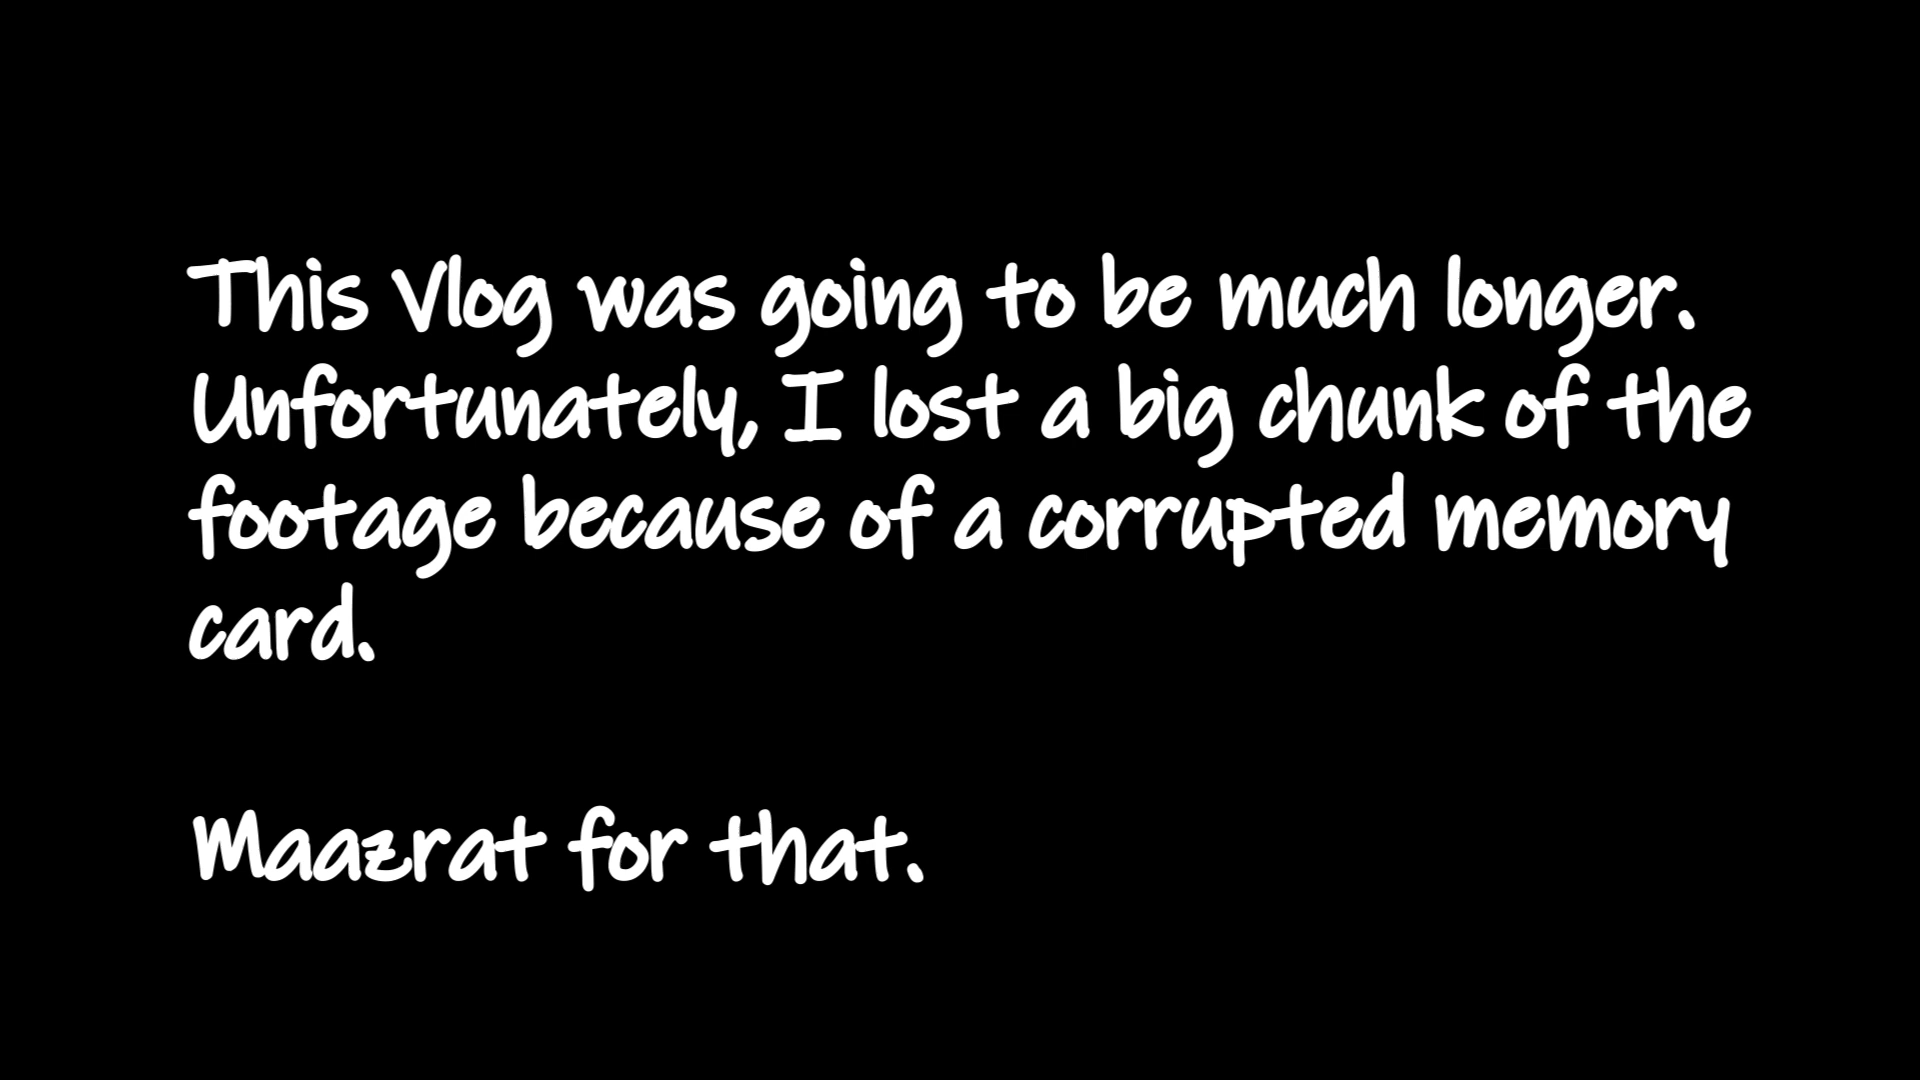 This Vlog was going to be much longer.
Unfortunately, I lost a big chunk of the
footage because of a corrupted memory
card.
Maazrat for that.